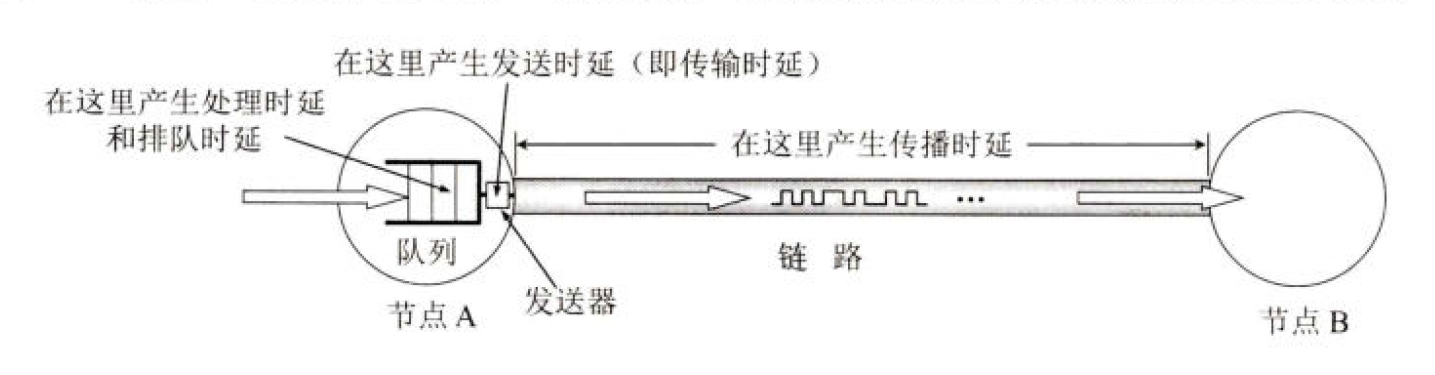 在这里产生发送时延（即传输时延）
在这里产生处理时延
和排队时延
在这里产生传播时延
队列
链 路
发送器
节点 A
节点 B